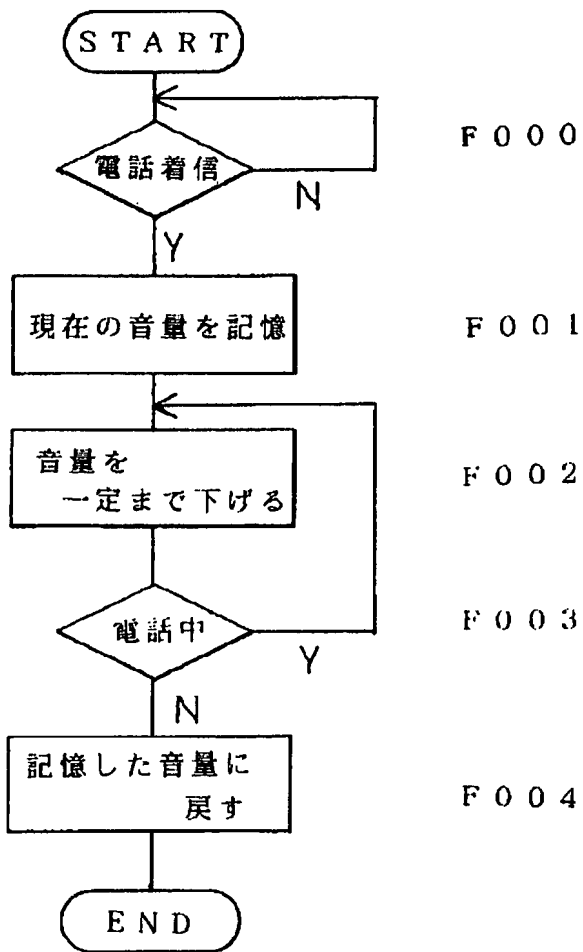 START
電話着信
F000
N
Y
現在の音量を記憶
F001
音量を
一定まで下げる
F002
電話中
F003
Y
N
記憶した音量に
戻す
F004
END